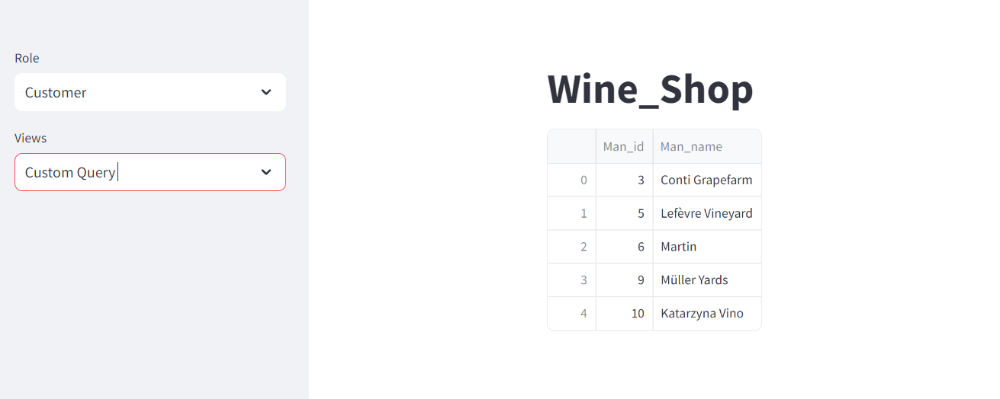 Role
Customer
Views
Custom Query
Wine_Shop
Man_id Man_name
0 3 Conti Grapefarm
1 5 Lefèvre Vineyard
2 6 Martin
3 9 Müller Yards
4 10 Katarzyna Vino